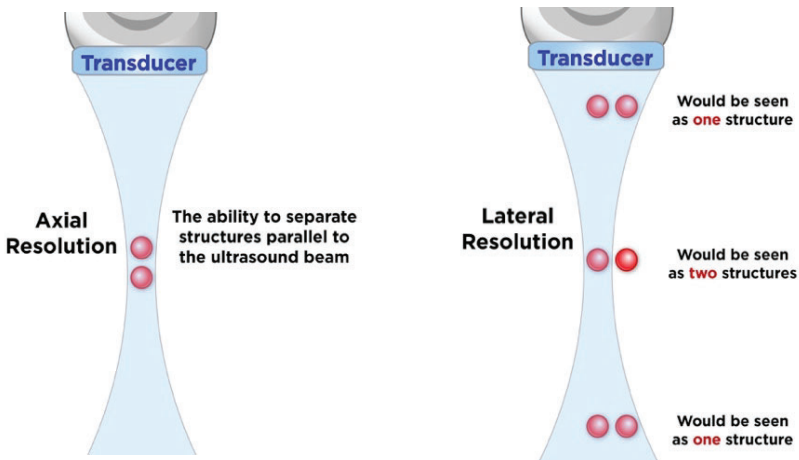 Transducer
Axial
Resolution
The ability to separate
structures parallel to
the ultrasound beam
Transducer
Lateral
Resolution
Would be seen
as one structure
Would be seen
as two structures
Would be seen
as one structure